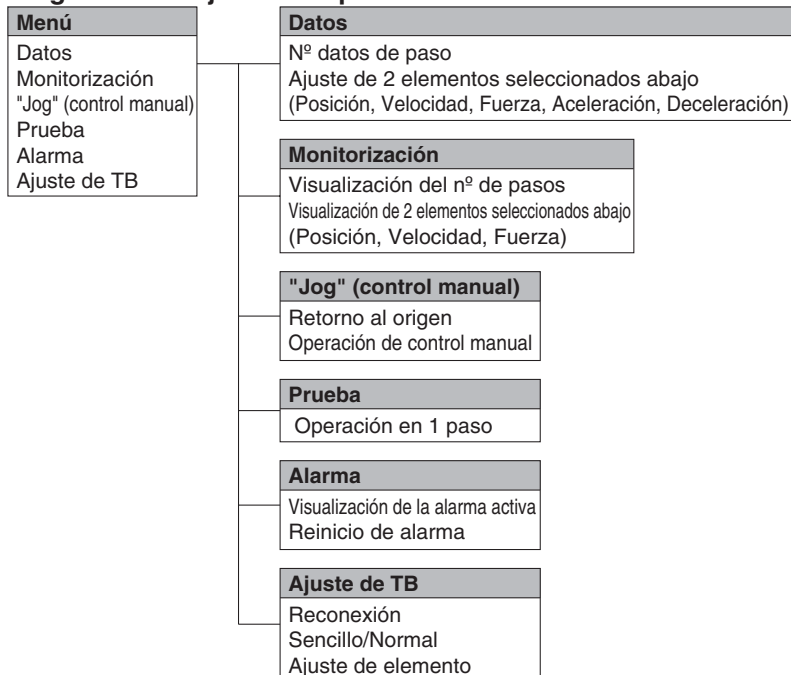 Menú
Datos
Monitorización
"Jog" (control manual)
Prueba
Alarma
Ajuste de TB
Datos
Nº datos de paso
Ajuste de 2 elementos seleccionados abajo
(Posición, Velocidad, Fuerza, Aceleración, Deceleración)
Monitorización
Visualización del nº de pasos
Visualización de 2 elementos seleccionados abajo
(Posición, Velocidad, Fuerza)
"Jog" (control manual)
Retorno al origen
Operación de control manual
Prueba
Operación en 1 paso
Alarma
Visualización de la alarma activa
Reinicio de alarma
Ajuste de TB
Reconexión
Sencillo/Normal
Ajuste de elemento